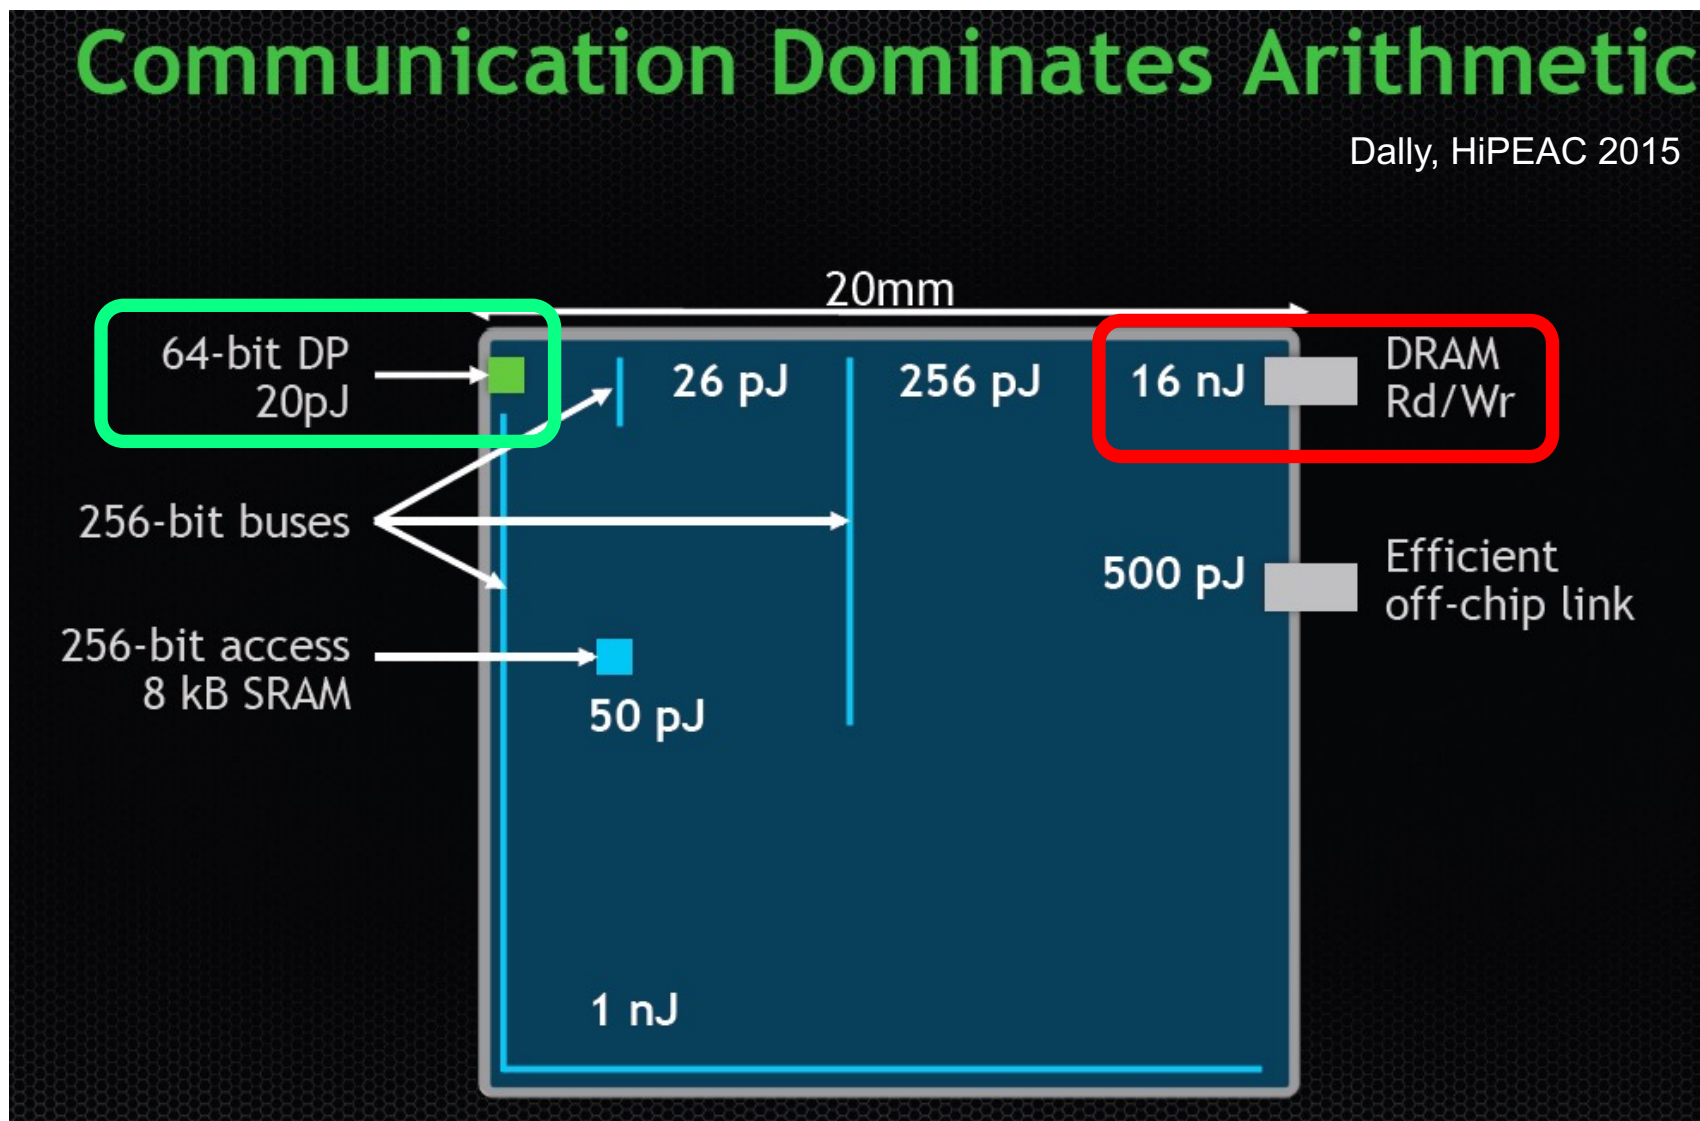 Communication Dominates Arithmetic
Dally, HiPEAC 2015
20mm
64-bit DP
20pJ
26 pJ
256 pJ
16 nJ
DRAM
Rd/Wr
256-bit buses
500 pJ
Efficient
off-chip link
256-bit access
8 kB SRAM
50 pJ
1 nJ